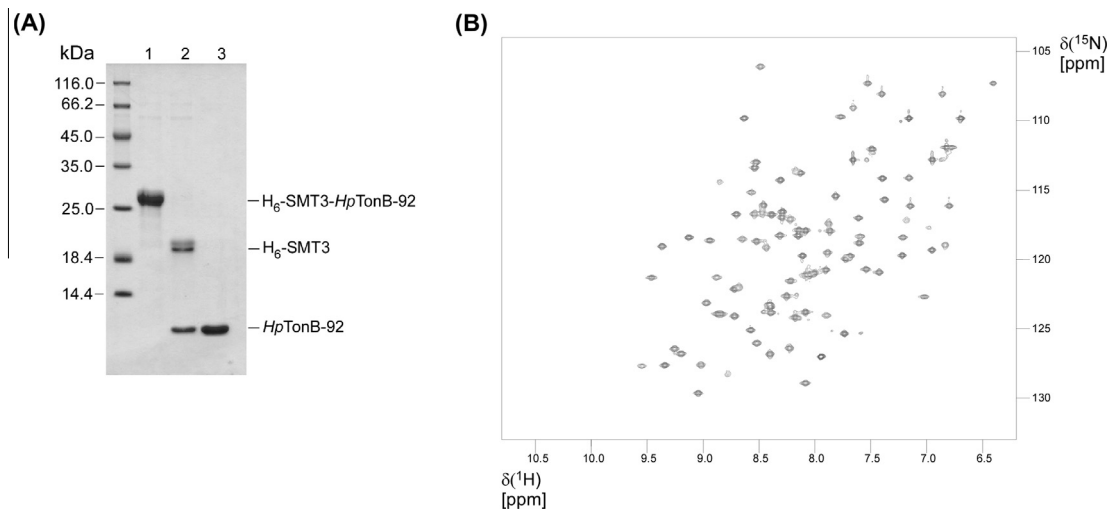 (A)
kDa 1 2 3
116.0
66.2
45.0
35.0
25.0
18.4
14.4
H6-SMT3-HpTonB-92
H6-SMT3
HpTonB-92
(B)
105
110
115
120
125
130
δ(15N)
[ppm]
10.5 10.0 9.0 8.5 8.0 7.5 7.0 6.5
δ(1H)
[ppm]